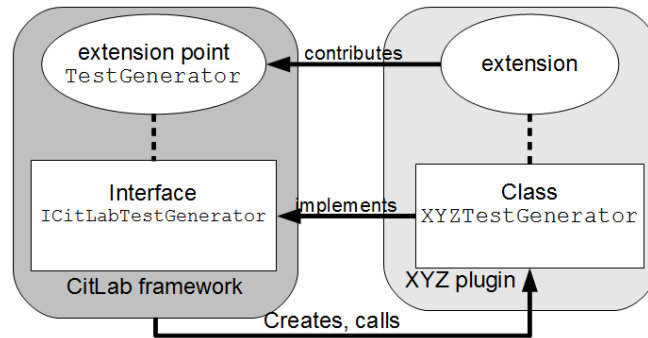 extension point
TestGenerator
contributes
extension
Interface
ICitLabTestGenerator
implements
Class
XYZTestGenerator
CitLab framework
XYZ plugin
Creates, calls